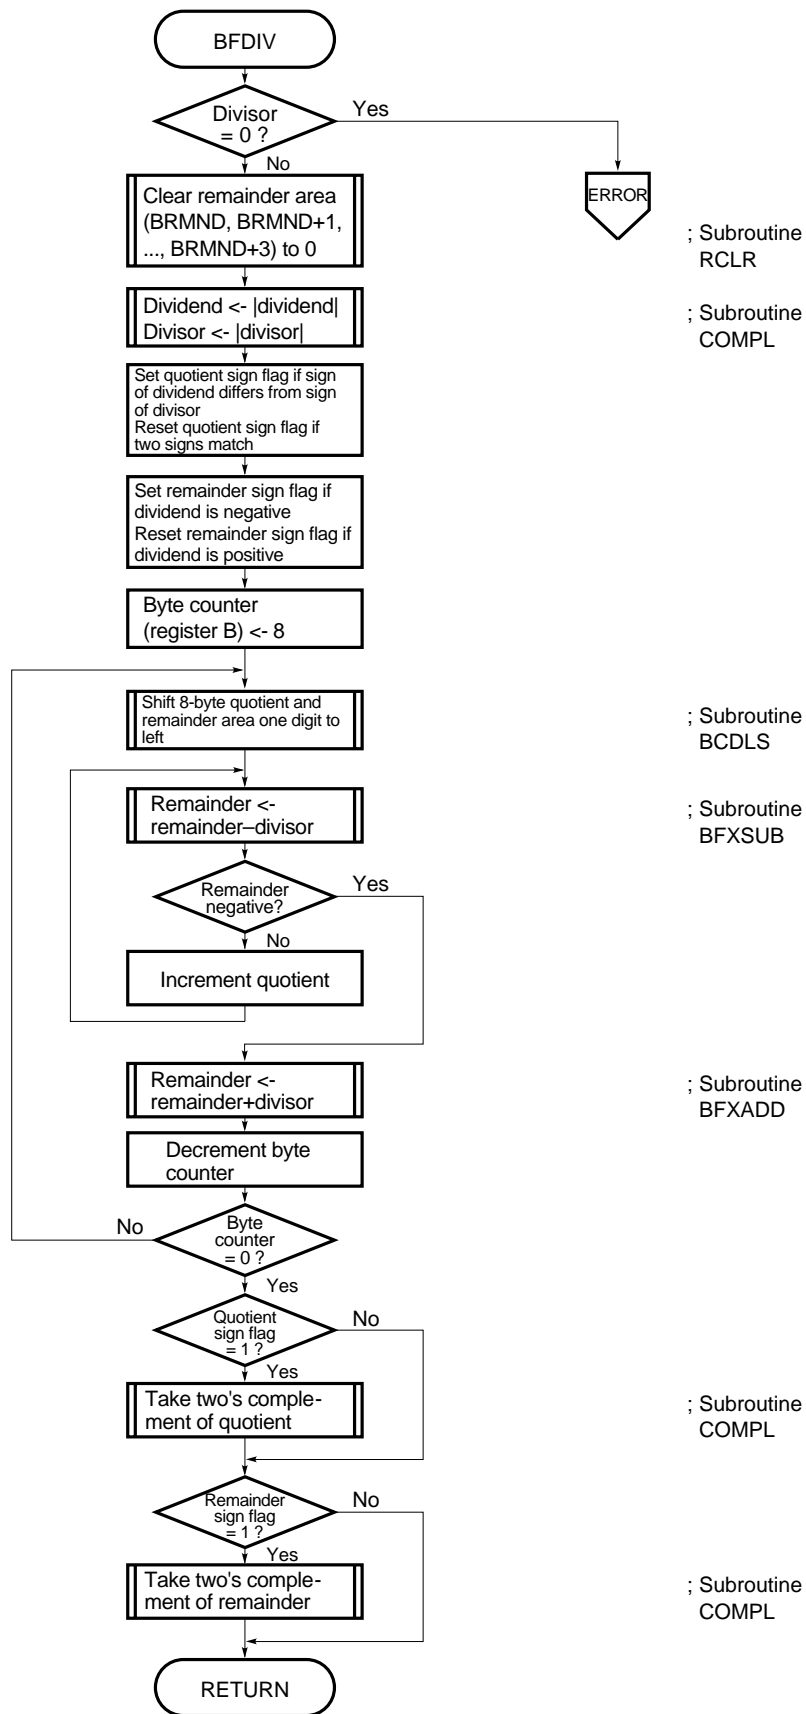 BFDIV
Divisor
= 0 ?
Yes
No
ERROR
Clear remainder area
(BRMND, BRMND+1,
..., BRMND+3) to 0
; Subroutine
RCLR
Dividend <- |dividend|
Divisor <- |divisor|
; Subroutine
COMPL
Set quotient sign flag if sign
of dividend differs from sign
of divisor
Reset quotient sign flag if
two signs match
Set remainder sign flag if
dividend is negative
Reset remainder sign flag if
dividend is positive
Byte counter
(register B) <- 8
Shift 8-byte quotient and
remainder area one digit to
left
; Subroutine
BCDLS
Remainder <-
remainder–divisor
; Subroutine
BFXSUB
Remainder
negative?
Yes
No
Increment quotient
Remainder <-
remainder+divisor
; Subroutine
BFXADD
Decrement byte
counter
Byte
counter
= 0 ?
No
Yes
Quotient
sign flag
= 1 ?
No
Yes
Take two's comple-
ment of quotient
; Subroutine
COMPL
Remainder
sign flag
= 1 ?
No
Yes
Take two's comple-
ment of remainder
; Subroutine
COMPL
RETURN